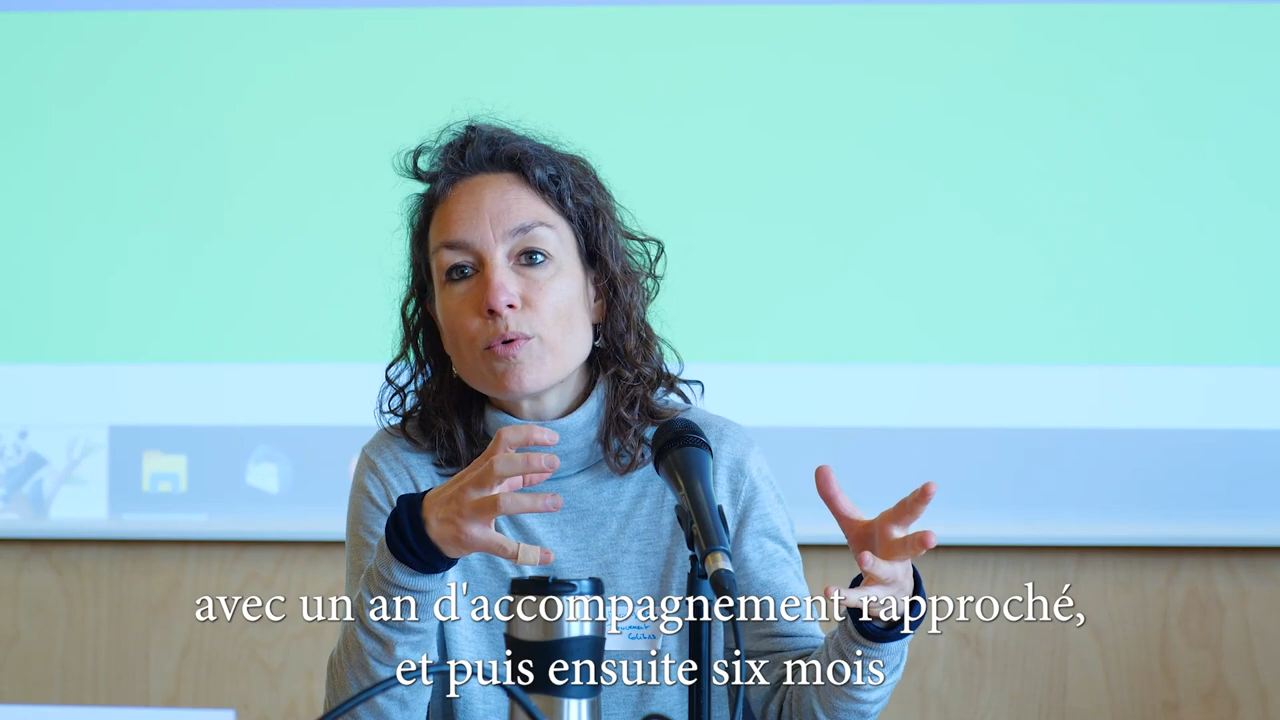 avec un an d'accompagnement rapproché,
et puis ensuite six mois